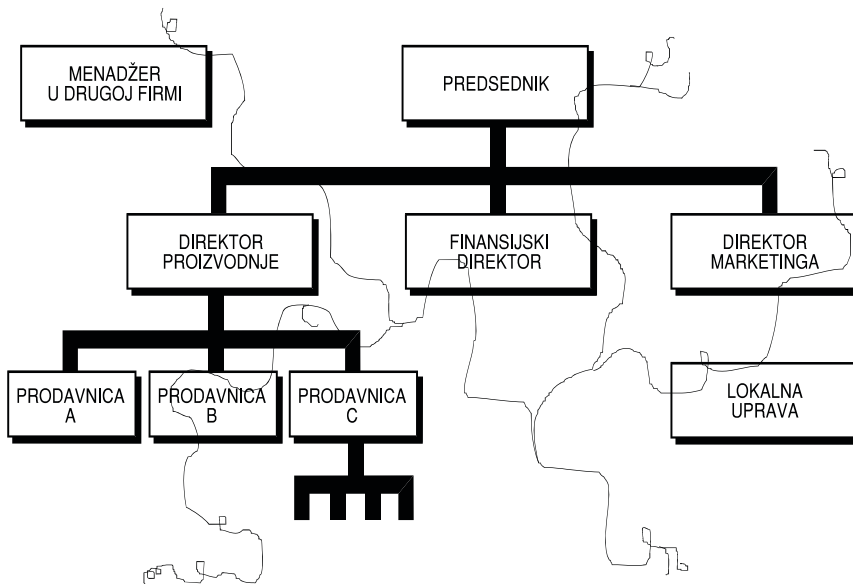 MENADŽER
U DRUGOJ FIRMI
PREDSEDNIK
DIREKTOR
PROIZVODNJE
FINANSIJSKI
DIREKTOR
DIREKTOR
MARKETINGA
PRODAVNICA
A
PRODAVNICA
B
PRODAVNICA
C
LOKALNA
UPRAVA